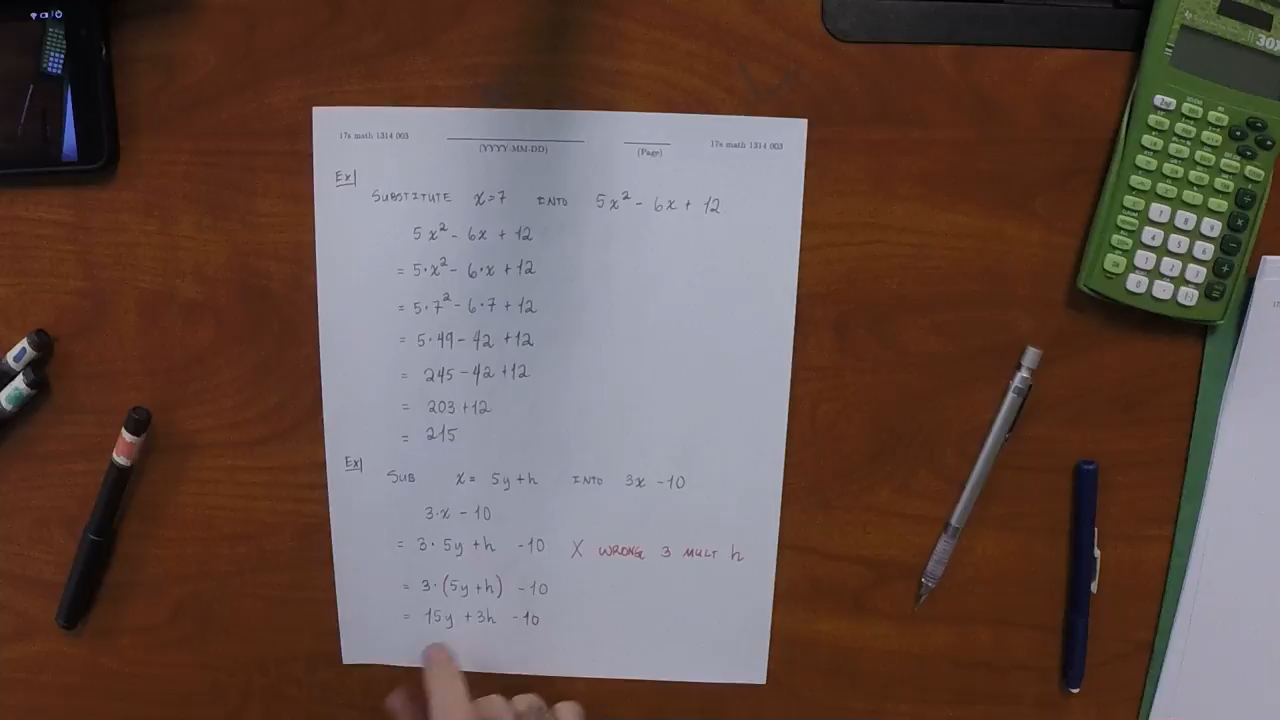 17s math 1314 003
(YYYY-MM-DD)
(Page)
17s math 1314 003
Ex
SUBSTITUTE x=7 INTO 5x² - 6x + 12
5x² - 6x + 12
= 5·x² - 6·x + 12
= 5·7² - 6·7 + 12
= 5·49 - 42 + 12
= 245 - 42 + 12
= 203 + 12
= 215
Ex
SUB x = 5y + h INTO 3x - 10
3·x - 10
= 3·5y + h - 10 X WRONG 3 MULT h
= 3·(5y+h) - 10
= 15y + 3h - 10